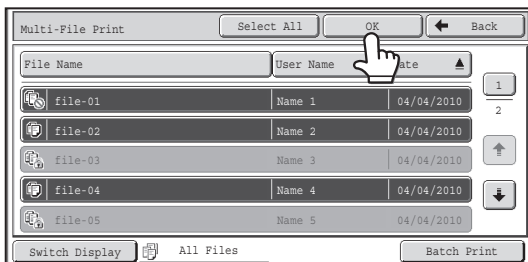 Multi-File Print Select All OK Back
File Name User Name ate
file-01 Name 1 04/04/2010
file-02 Name 2 04/04/2010
file-03 Name 3 04/04/2010
file-04 Name 4 04/04/2010
file-05 Name 5 04/04/2010
1
2
Switch Display All Files Batch Print